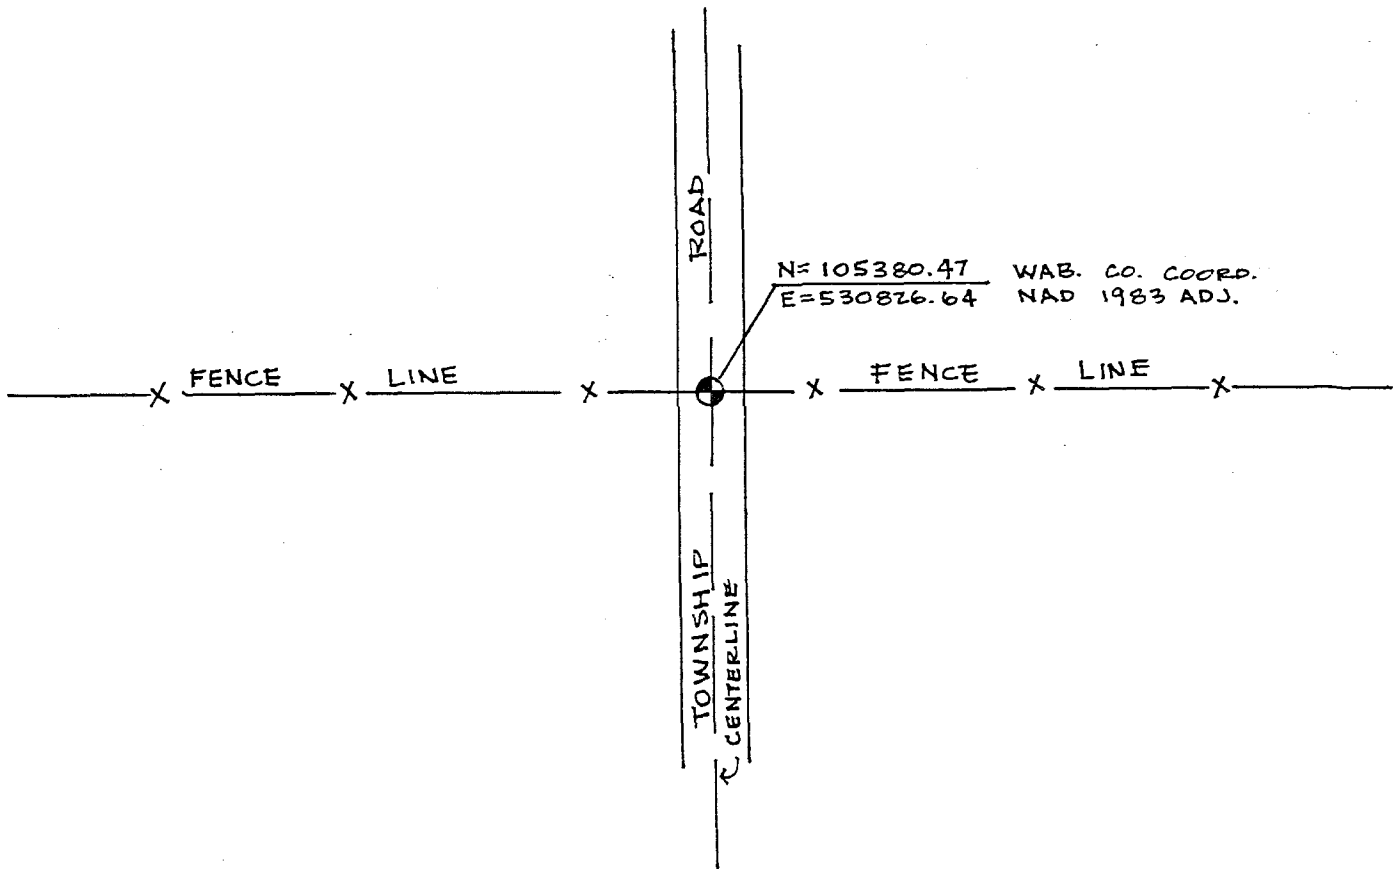 ROAD
N= 105380.47 WAB. CO. COORD.
E=530826.64 NAD 1983 ADJ.
X FENCE X LINE X X FENCE X LINE X
TOWNSHIP
CENTERLINE